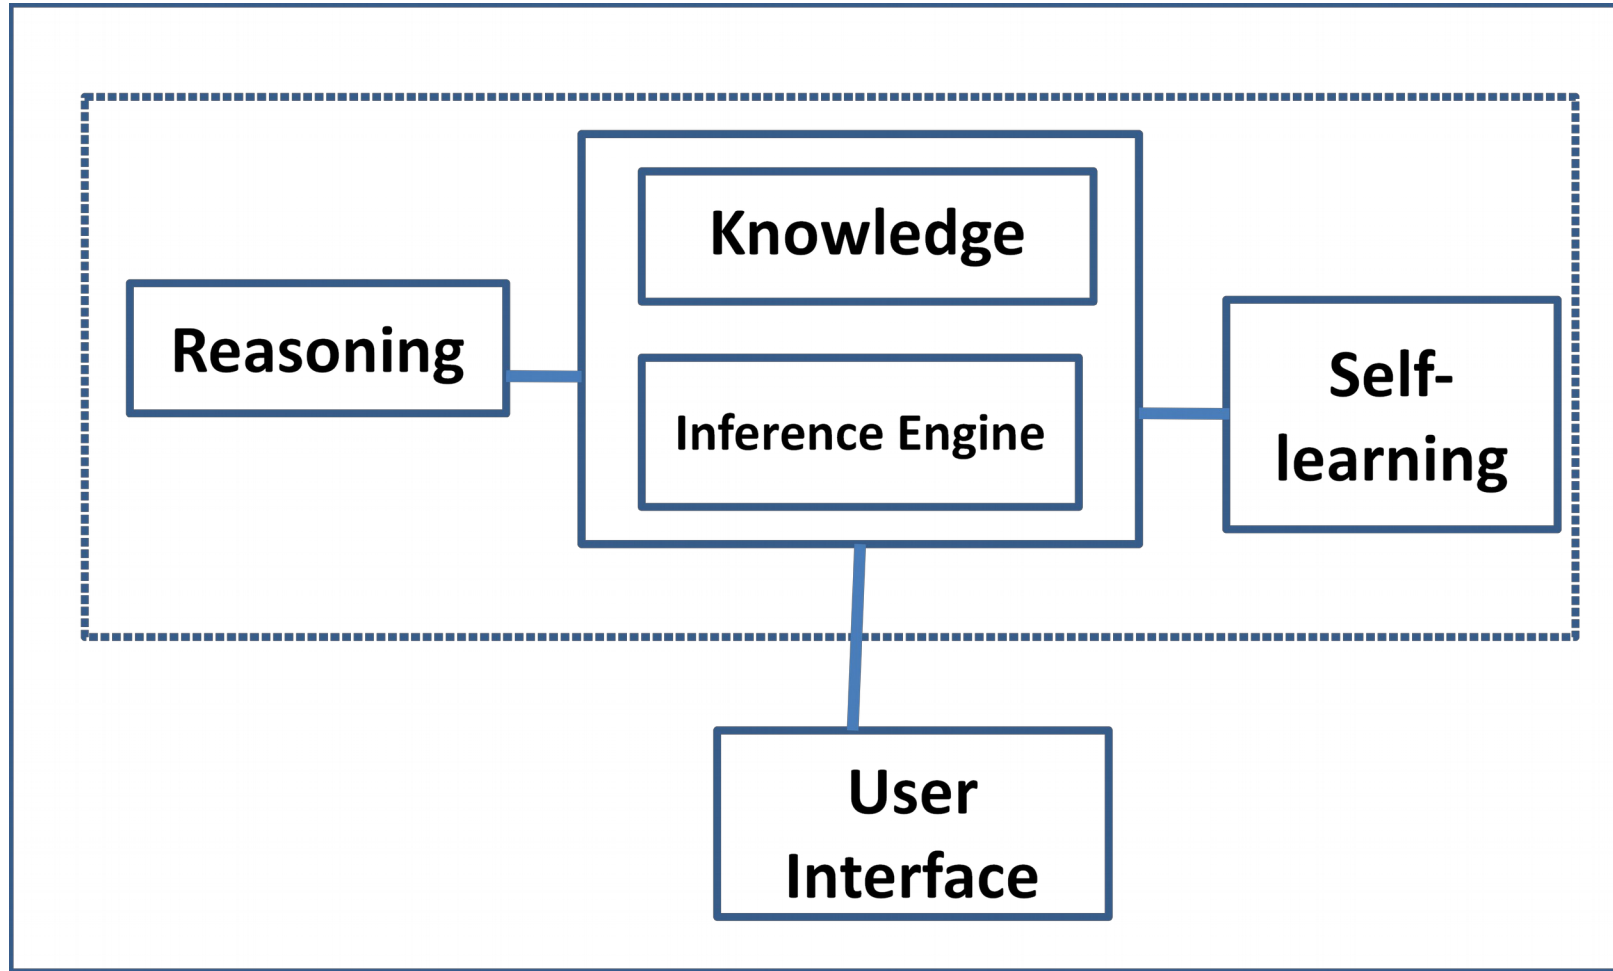 Knowledge
Reasoning
Inference Engine
Self-
learning
User
Interface